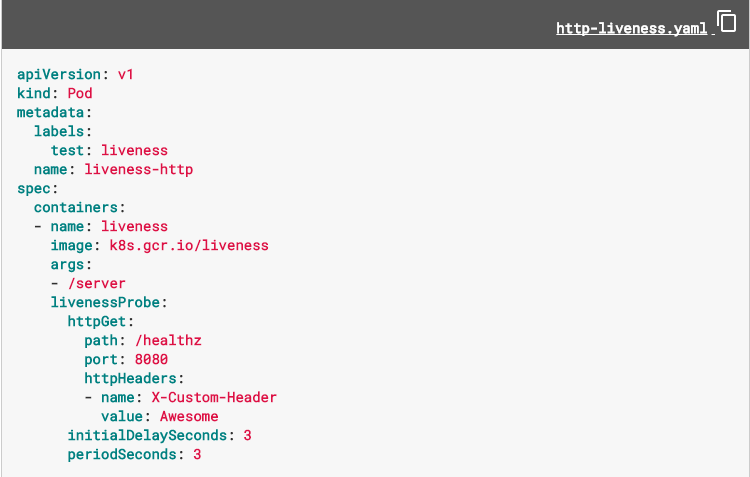 http-liveness.yaml
apiVersion: v1
kind: Pod
metadata:
  labels:
    test: liveness
  name: liveness-http
spec:
  containers:
  - name: liveness
    image: k8s.gcr.io/liveness
    args:
    - /server
    livenessProbe:
      httpGet:
        path: /healthz
        port: 8080
        httpHeaders:
        - name: X-Custom-Header
          value: Awesome
      initialDelaySeconds: 3
      periodSeconds: 3